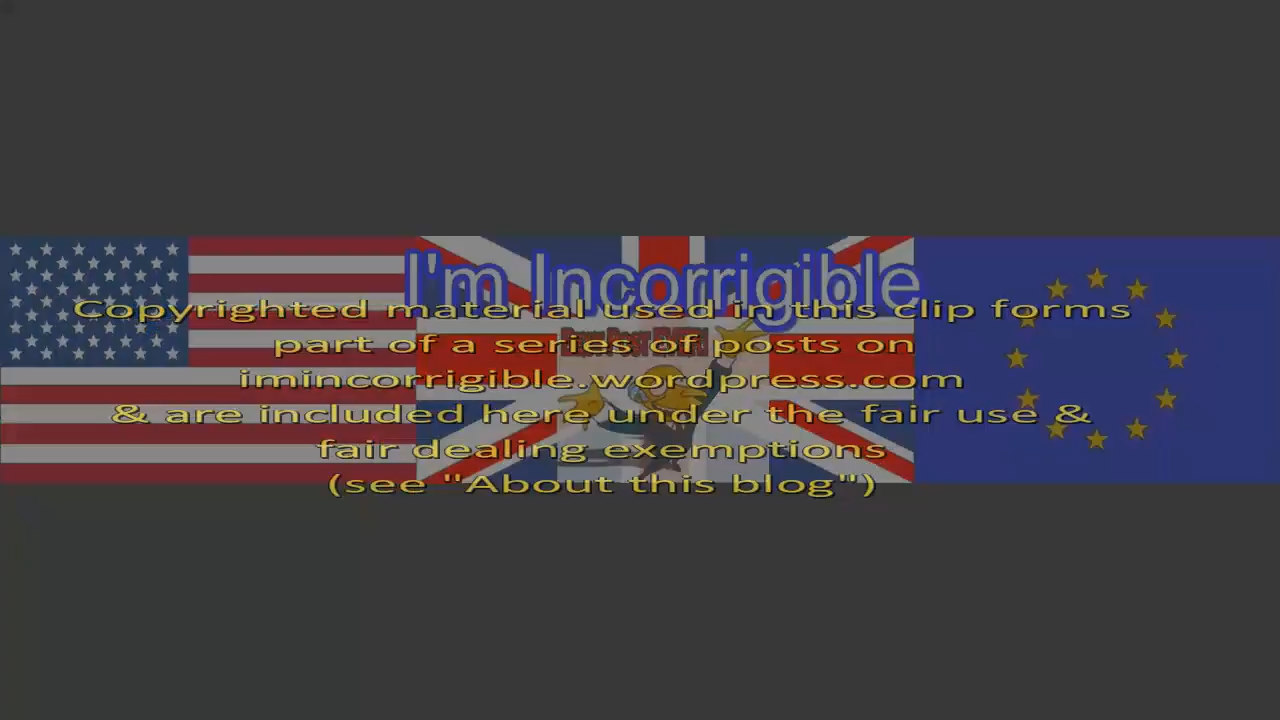 I'm Incorrigible
Copyrighted material used in this clip forms
part of a series of posts on
imincorrigible.wordpress.com
& are included here under the fair use &
fair dealing exemptions
(see "About this blog")